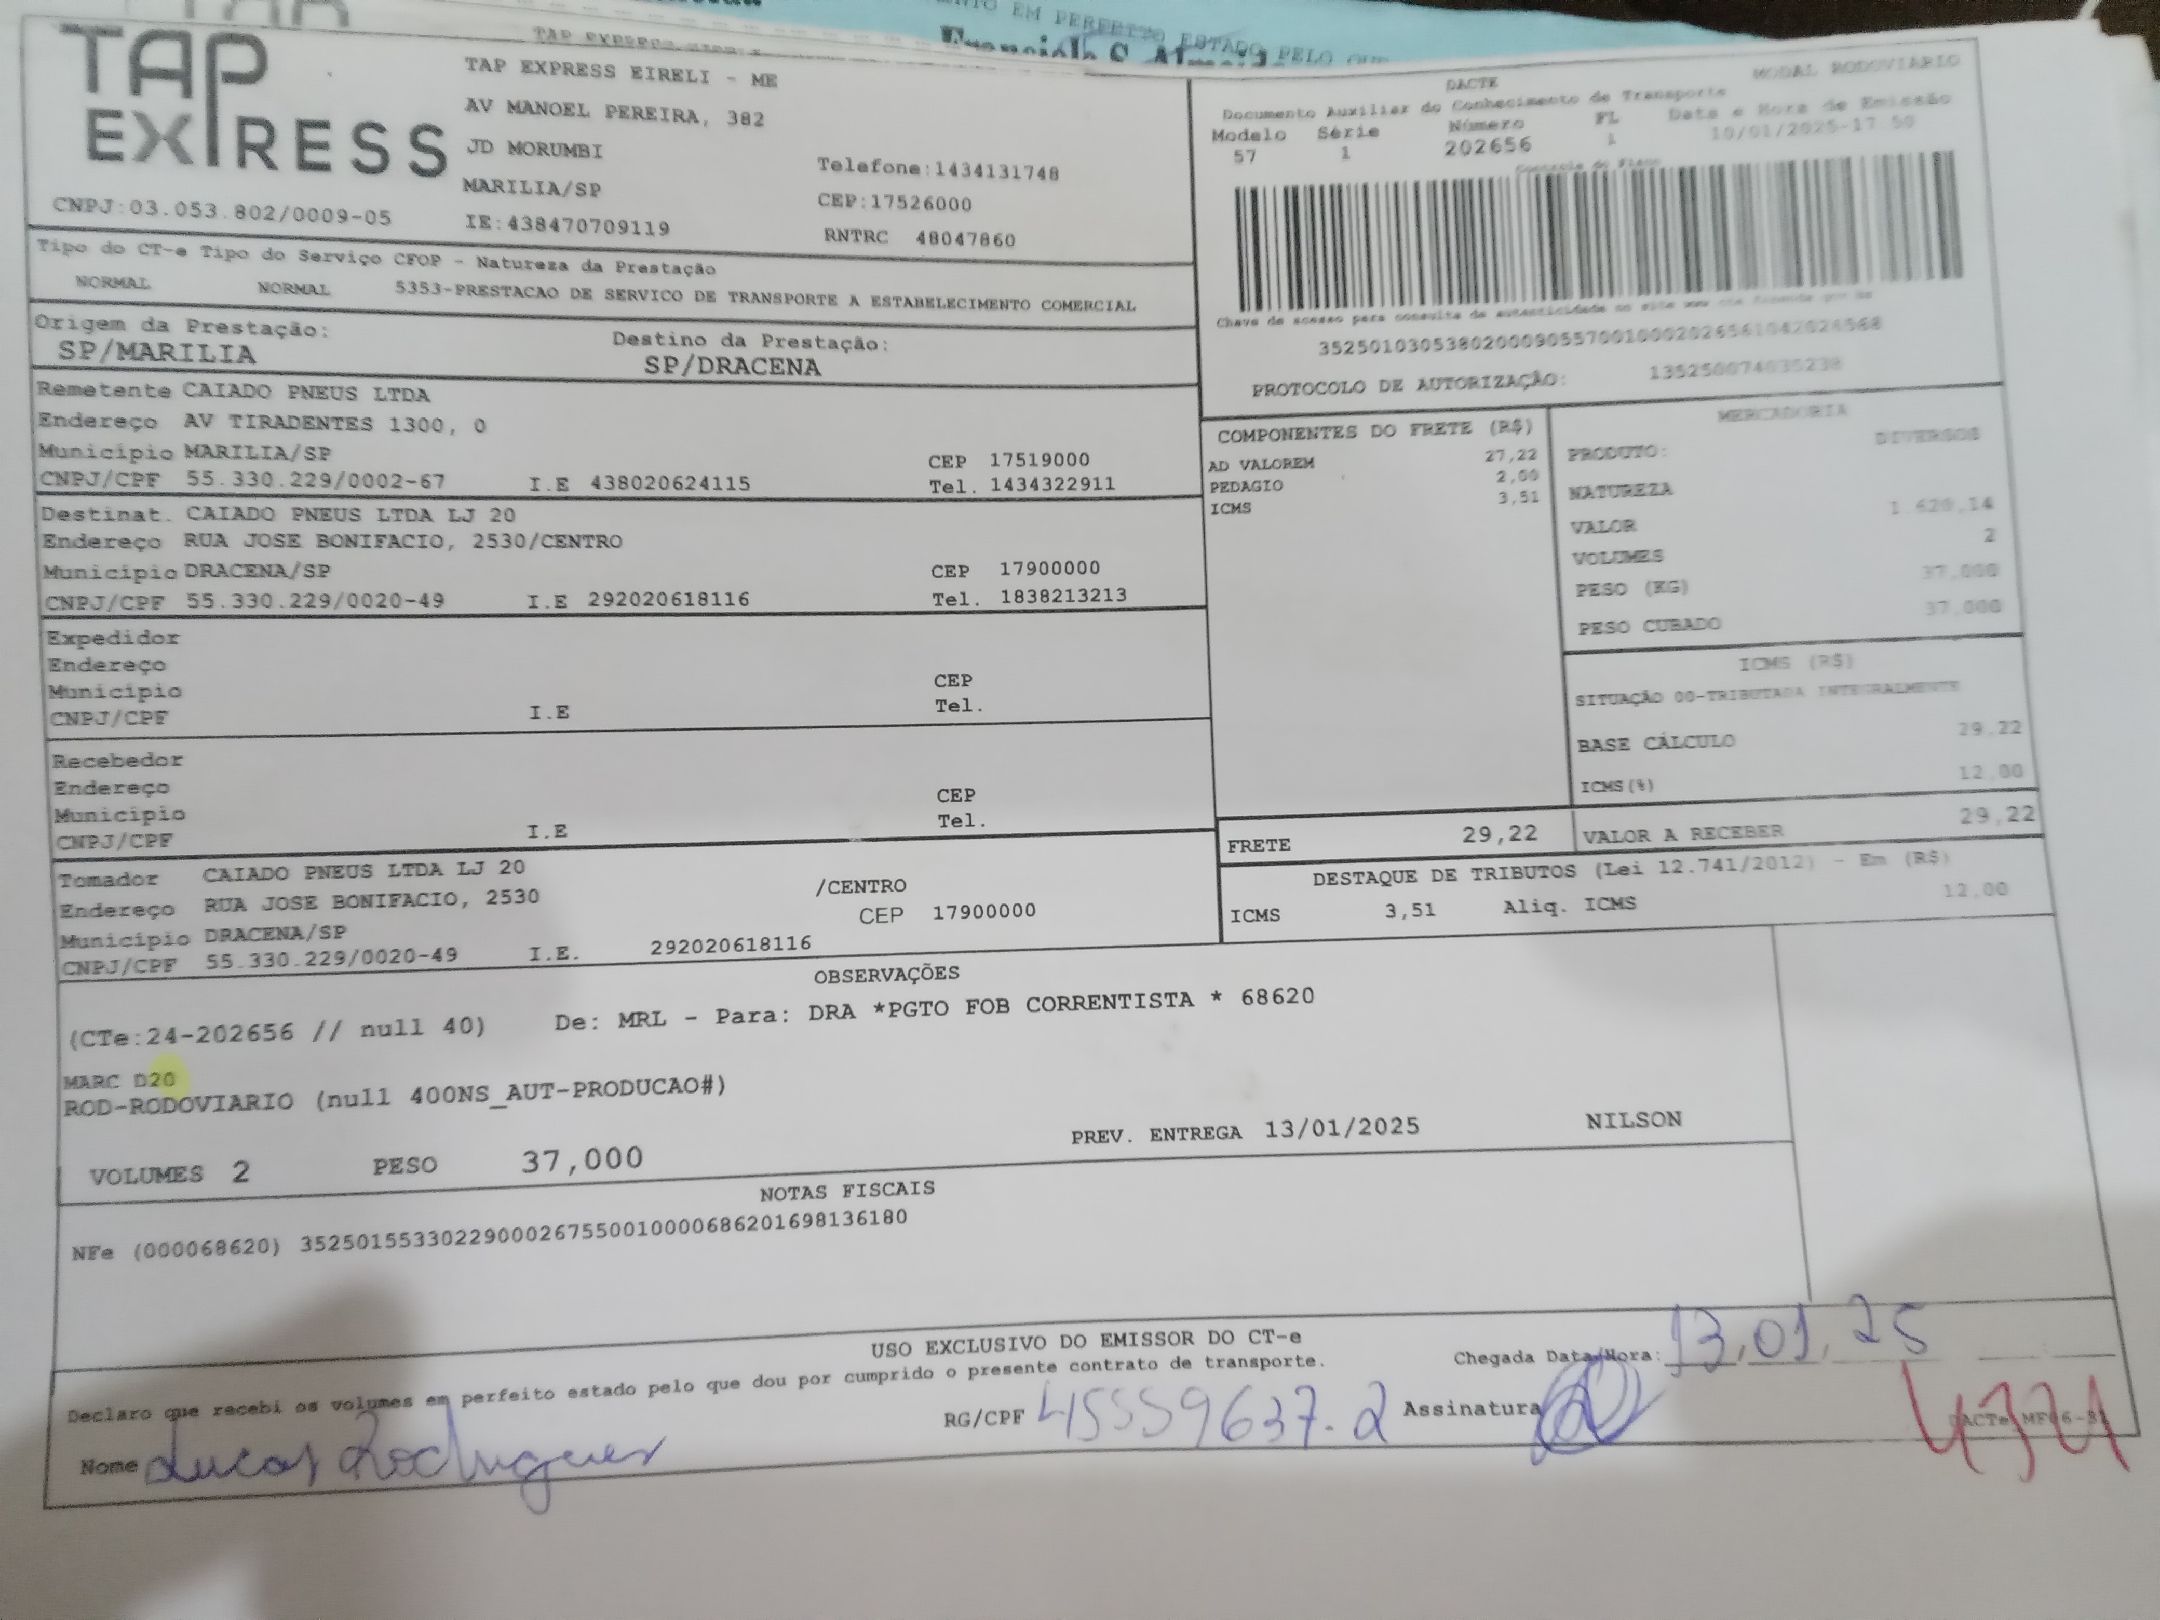 TAP EXPRESS
TAP EXPRESS EIRELI - ME
AV MANOEL PEREIRA, 382
JD MORUMBI
MARILIA/SP
IE:438470709119
Telefone:1434131748
CEP:17526000
RNTRC 48047860
CNPJ:03.053.802/0009-05
DACTE
MODAL RODOVIARIO
Documento Auxiliar do Conhecimento de Transporte
Modelo Série Número FL Data e Hora de Emissão
57 1 202656 1 10/01/2025-17:50
Chave de acesso para consulta de autenticidade no site www
PROTOCOLO DE AUTORIZAÇÃO:
Tipo do CT-e Tipo do Serviço CFOP - Natureza da Prestação
NORMAL NORMAL 5353-PRESTACAO DE SERVICO DE TRANSPORTE A ESTABELECIMENTO COMERCIAL
Origem da Prestação: Destino da Prestação:
SP/MARILIA SP/DRACENA
Remetente CAIADO PNEUS LTDA
Endereço AV TIRADENTES 1300, 0
Município MARILIA/SP CEP 17519000
CNPJ/CPF 55.330.229/0002-67 I.E 438020624115 Tel. 1434322911
Destinat. CAIADO PNEUS LTDA LJ 20
Endereço RUA JOSE BONIFACIO, 2530/CENTRO
Município DRACENA/SP CEP 17900000
CNPJ/CPF 55.330.229/0020-49 I.E 292020618116 Tel. 1838213213
Expedidor
Endereço
Município CEP
CNPJ/CPF I.E Tel.
Recebedor
Endereço
Município CEP
CNPJ/CPF I.E Tel.
Tomador CAIADO PNEUS LTDA LJ 20
Endereço RUA JOSE BONIFACIO, 2530 /CENTRO
Município DRACENA/SP CEP 17900000
CNPJ/CPF 55.330.229/0020-49 I.E. 292020618116
COMPONENTES DO FRETE (R$)
AD VALOREM 27,22
PEDAGIO 2,00
ICMS 3,51
MERCADORIA
PRODUTO: DIVERSOS
NATUREZA
VALOR 1.620,14
VOLUMES 2
PESO (KG) 37,000
PESO CUBADO 37,000
ICMS (R$)
SITUAÇÃO 00-TRIBUTADA INTEGRALMENTE
BASE CÁLCULO 29,22
ICMS(%) 12,00
FRETE 29,22 VALOR A RECEBER 29,22
DESTAQUE DE TRIBUTOS (Lei 12.741/2012) - Em (R$)
ICMS 3,51 Aliq. ICMS 12,00
OBSERVAÇÕES
(CTe:24-202656 // null 40) De: MRL - Para: DRA *PGTO FOB CORRENTISTA * 68620
MARC D20
ROD-RODOVIARIO (null 400NS_AUT-PRODUCAO#)
VOLUMES 2 PESO 37,000 PREV. ENTREGA 13/01/2025 NILSON
NOTAS FISCAIS
NFe (000068620) 35250155330229000267550010000686201698136180
USO EXCLUSIVO DO EMISSOR DO CT-e
Declaro que recebi os volumes em perfeito estado pelo que dou por cumprido o presente contrato de transporte.
Chegada Data/Hora: 13,01,25
Nome Lucas Rodrigues RG/CPF 45559637-2 Assinatura